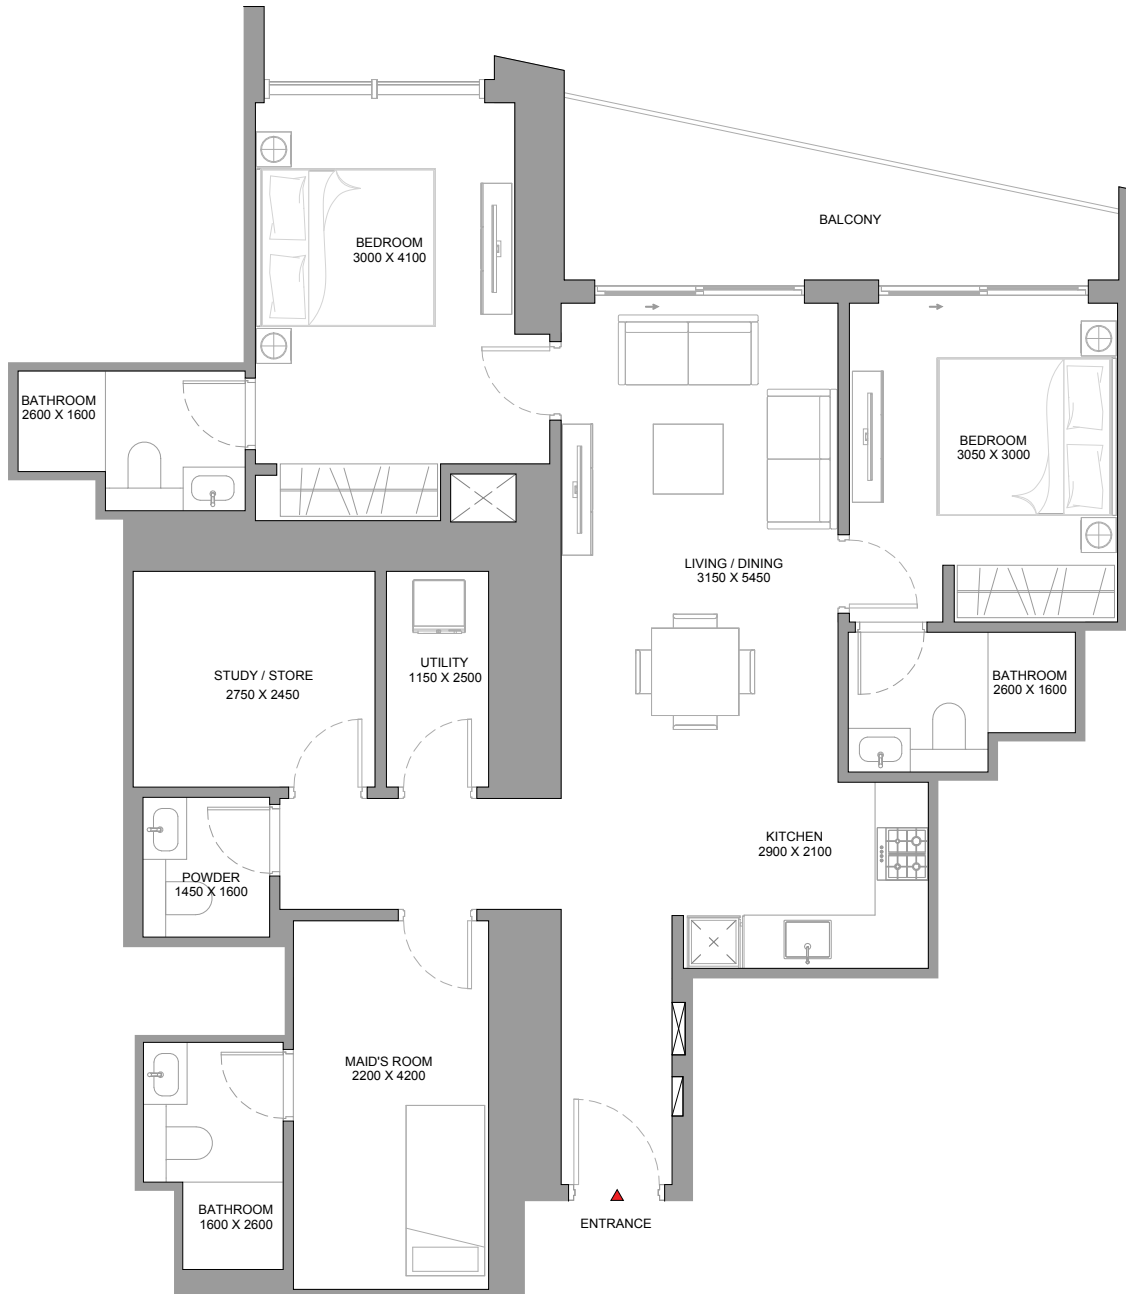 BALCONY
BEDROOM
3000 X 4100
BATHROOM
2600 X 1600
BEDROOM
3050 X 3000
LIVING / DINING
3150 X 5450
STUDY / STORE
2750 X 2450
UTILITY
1150 X 2500
BATHROOM
2600 X 1600
KITCHEN
2900 X 2100
POWDER
1450 X 1600
MAID'S ROOM
2200 X 4200
BATHROOM
1600 X 2600
ENTRANCE